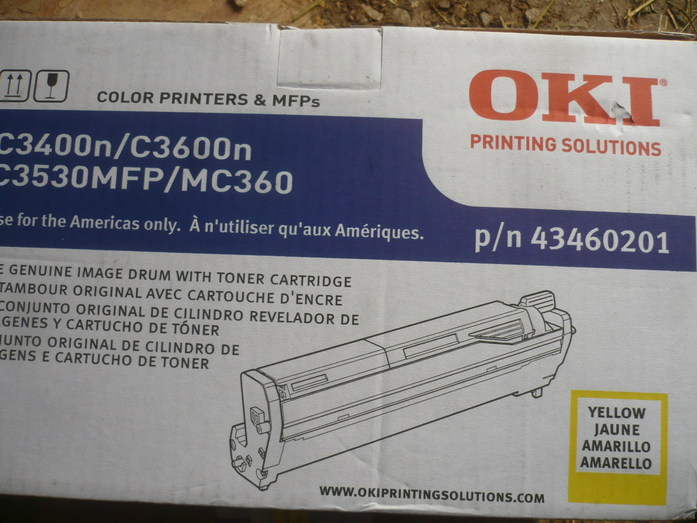 COLOR PRINTERS & MFPs
OKI®
PRINTING SOLUTIONS
C3400n/C3600n
C3530MFP/MC360
for the Americas only. À n'utiliser qu'aux Amériques.
p/n 43460201
GENUINE IMAGE DRUM WITH TONER CARTRIDGE
TAMBOUR ORIGINAL AVEC CARTOUCHE D'ENCRE
CONJUNTO ORIGINAL DE CILINDRO REVELADOR DE
GENES Y CARTUCHO DE TÓNER
JUNTO ORIGINAL DE CILINDRO DE
GENS E CARTUCHO DE TONER
YELLOW
JAUNE
AMARILLO
AMARELLO
WWW.OKIPRINTINGSOLUTIONS.COM